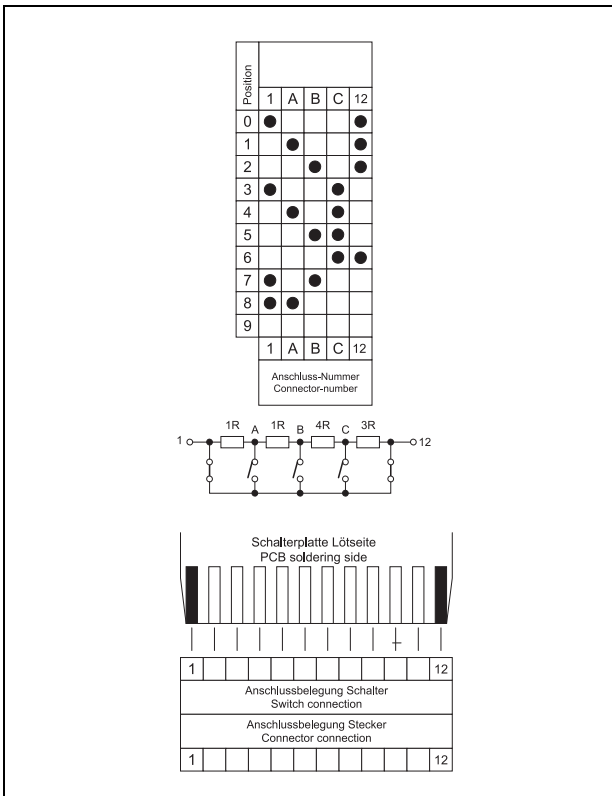 Position
1 A B C 12
0
1
2
3
4
5
6
7
8
9
1 A B C 12
Anschluss-Nummer
Connector-number
1R A 1R B 4R C 3R
1 12
Schalterplatte Lötseite
PCB soldering side
1 12
Anschlussbelegung Schalter
Switch connection
Anschlussbelegung Stecker
Connector connection
1 12